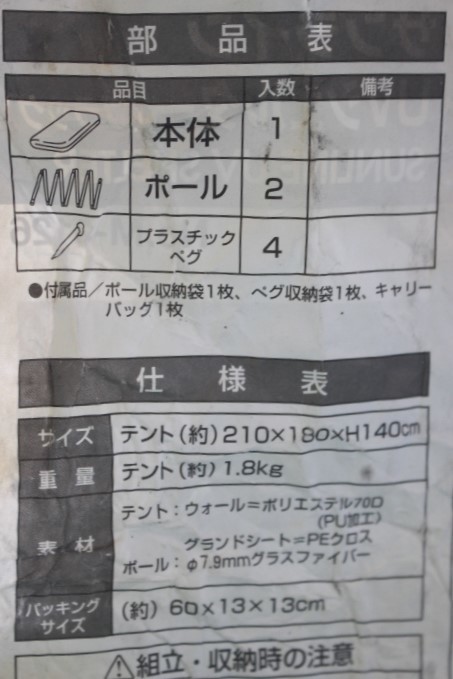 部品表
品目 入数 備考
本体 1
ポール 2
プラスチック
ペグ 4
●付属品／ポール収納袋1枚、ペグ収納袋1枚、キャリー
バッグ1枚
仕様表
サイズ テント(約)210×180×H140cm
重量 テント(約)1.8kg
素材 テント:ウォール=ポリエステル70D
(PU加工)
グランドシート=PEクロス
ポール:φ7.9mmグラスファイバー
パッキング
サイズ (約)60×13×13cm
⚠組立・収納時の注意